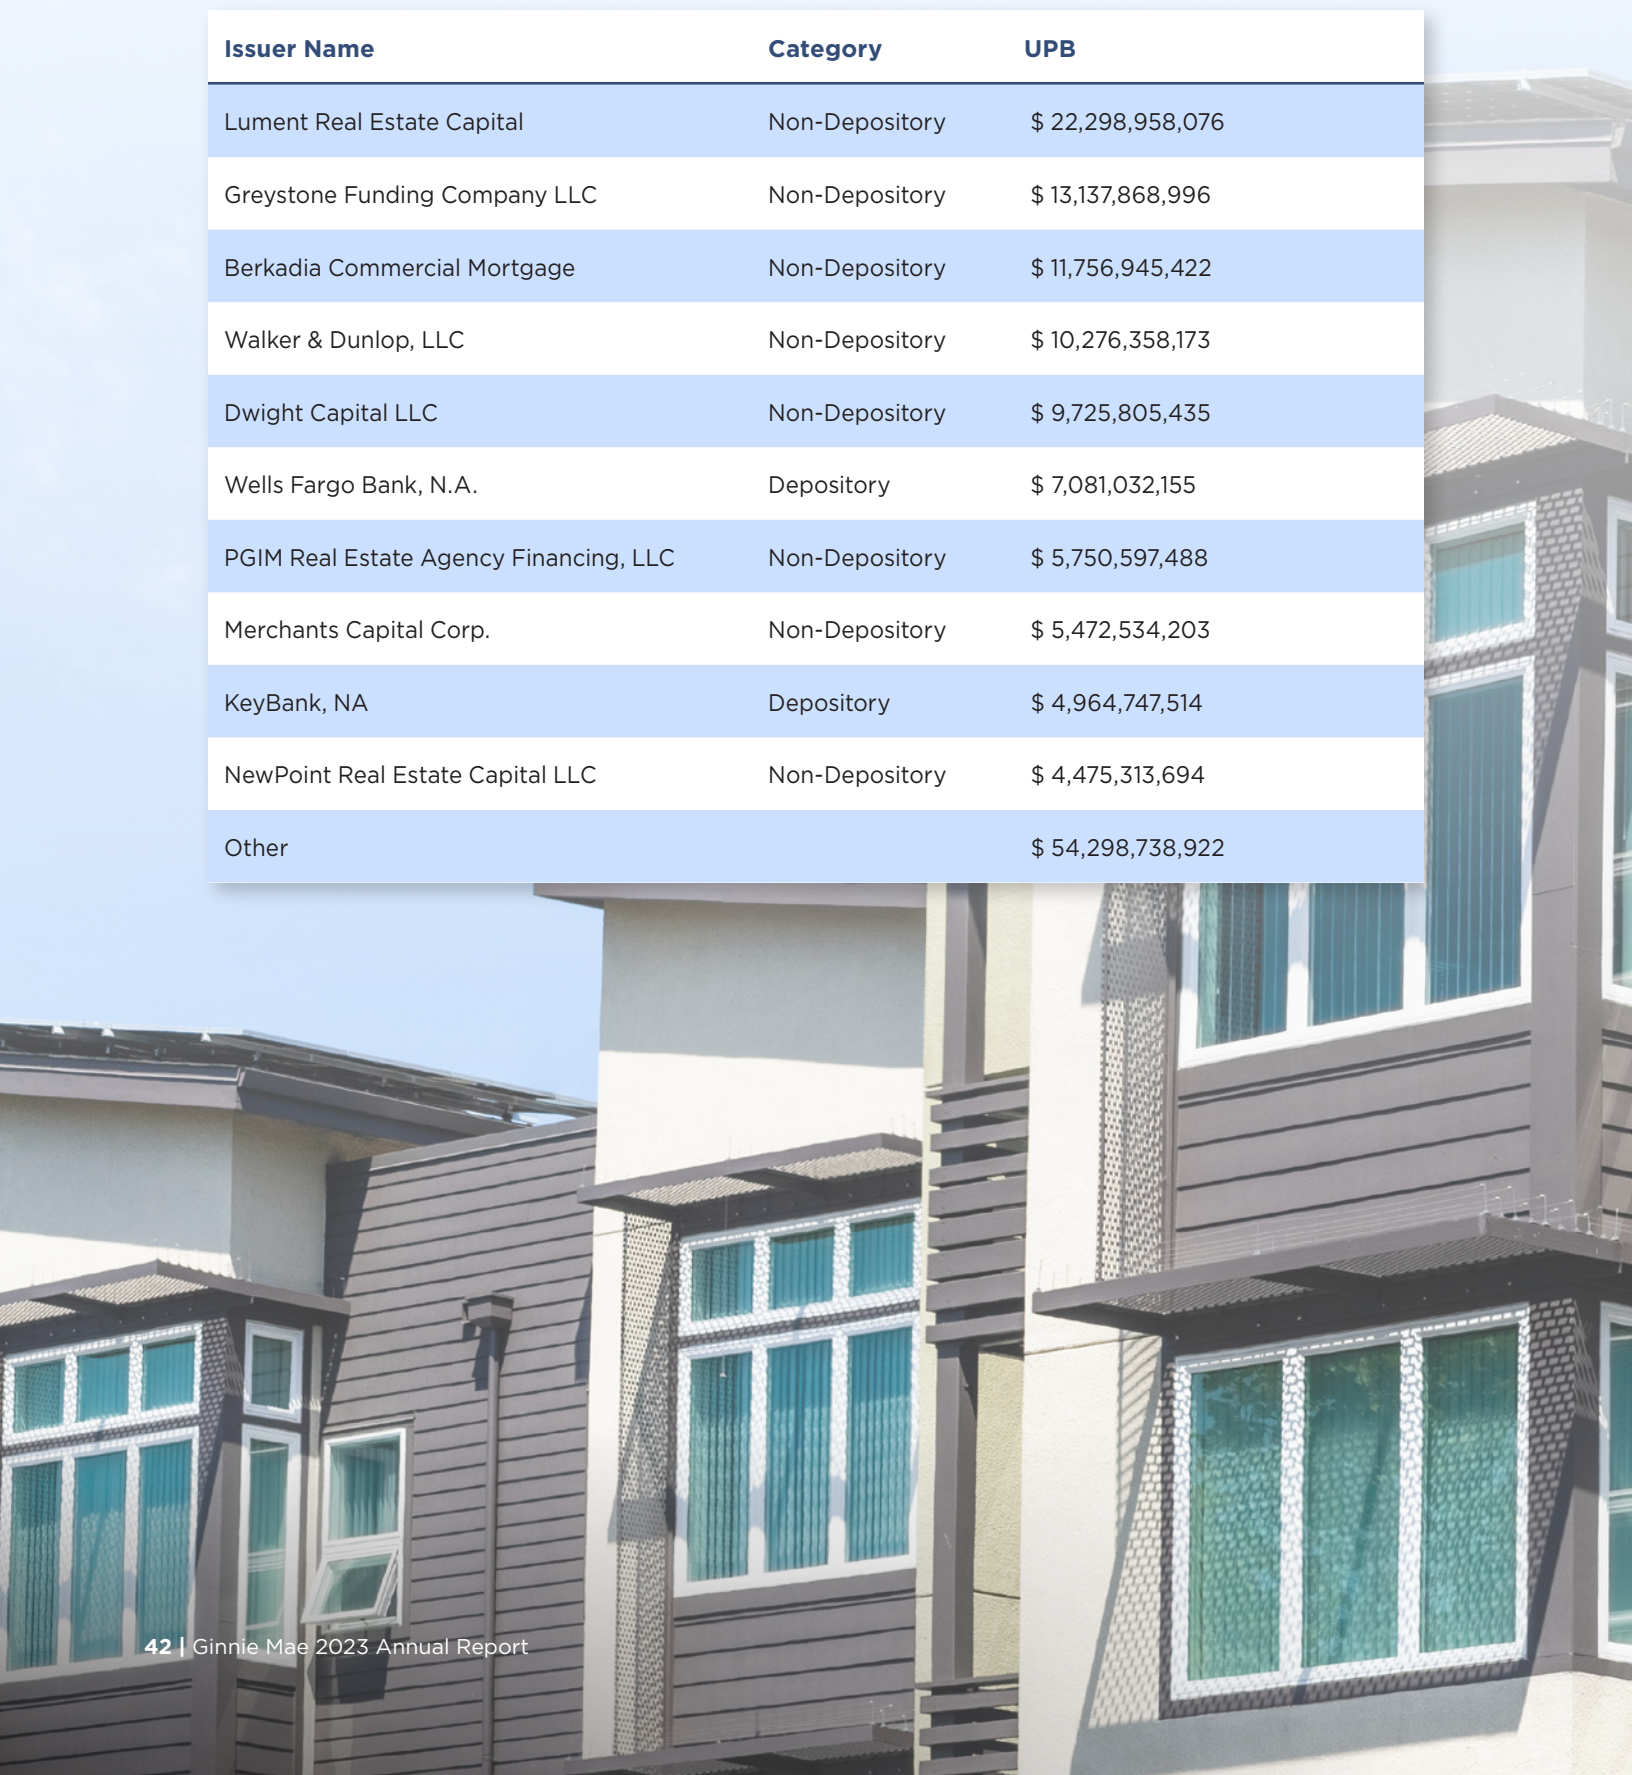 Issuer Name Category UPB
Lument Real Estate Capital Non-Depository $ 22,298,958,076
Greystone Funding Company LLC Non-Depository $ 13,137,868,996
Berkadia Commercial Mortgage Non-Depository $ 11,756,945,422
Walker & Dunlop, LLC Non-Depository $ 10,276,358,173
Dwight Capital LLC Non-Depository $ 9,725,805,435
Wells Fargo Bank, N.A. Depository $ 7,081,032,155
PGIM Real Estate Agency Financing, LLC Non-Depository $ 5,750,597,488
Merchants Capital Corp. Non-Depository $ 5,472,534,203
KeyBank, NA Depository $ 4,964,747,514
NewPoint Real Estate Capital LLC Non-Depository $ 4,475,313,694
Other $ 54,298,738,922
42 | Ginnie Mae 2023 Annual Report